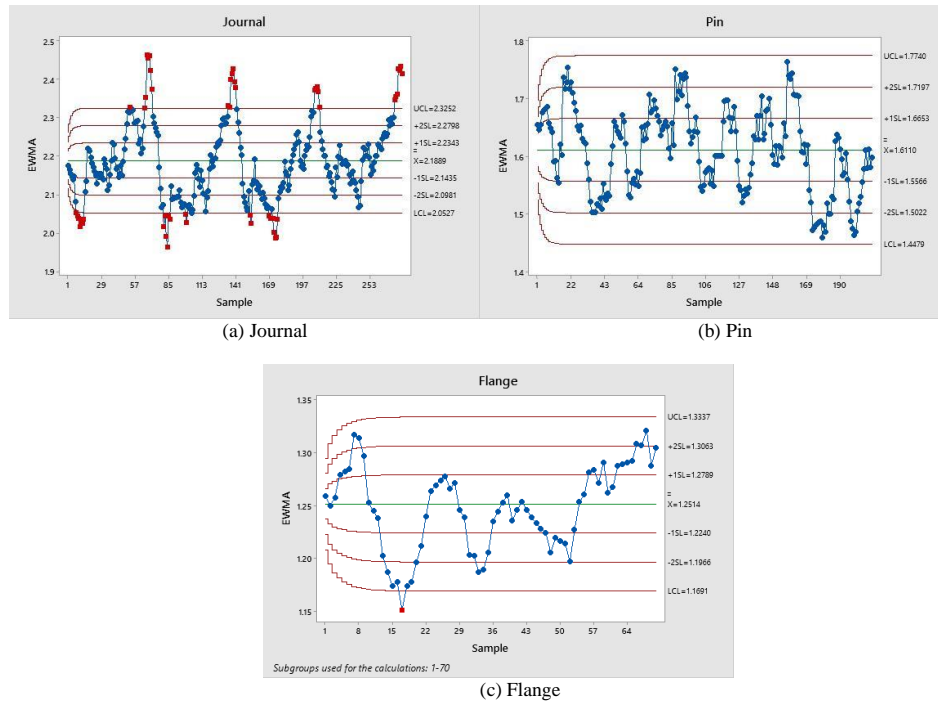 Journal
2.5
2.4
2.3
2.2
2.1
2.0
1.9
EWMA
UCL=2.3252
+2SL=2.2798
+1SL=2.2343
X=2.1889
-1SL=2.1435
-2SL=2.0981
LCL=2.0527
1 29 57 85 113 141 169 197 225 253
Sample
(a) Journal
Pin
1.8
1.7
1.6
1.5
1.4
EWMA
UCL=1.7740
+2SL=1.7197
+1SL=1.6653
X=1.6110
-1SL=1.5566
-2SL=1.5022
LCL=1.4479
1 22 43 64 85 106 127 148 169 190
Sample
(b) Pin
Flange
1.35
1.30
1.25
1.20
1.15
EWMA
UCL=1.3337
+2SL=1.3063
+1SL=1.2789
X=1.2514
-1SL=1.2240
-2SL=1.1966
LCL=1.1691
1 8 15 22 29 36 43 50 57 64
Sample
Subgroups used for the calculations: 1-70
(c) Flange